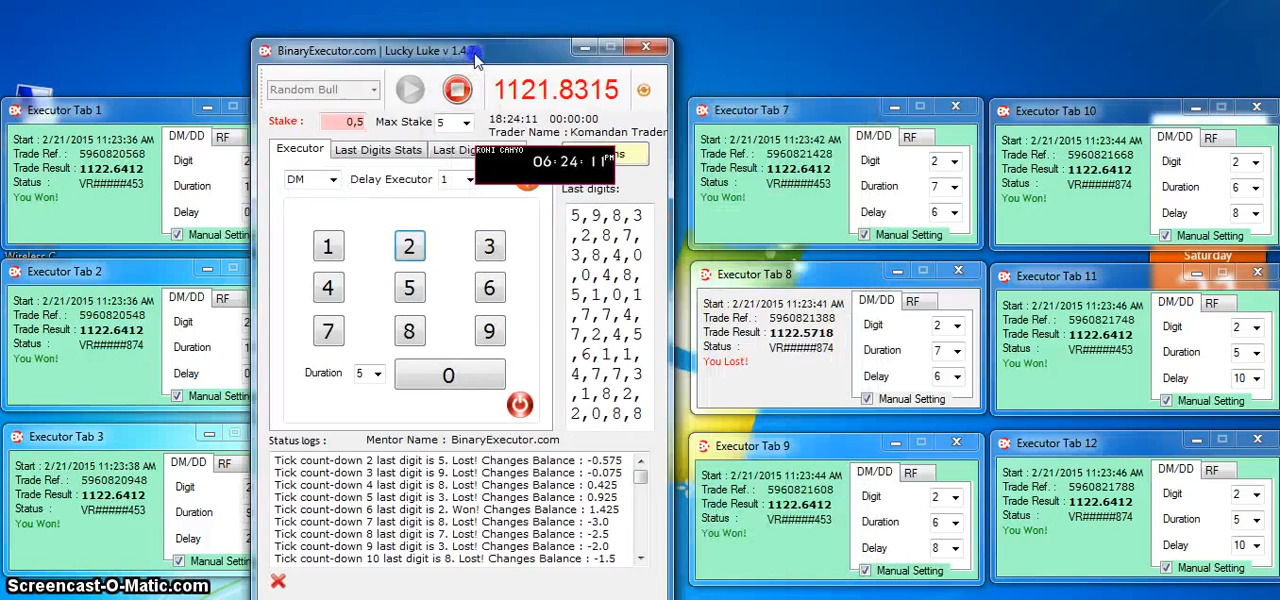 BinaryExecutor.com | Lucky Luke v 1.4
Random Bull
1121.8315
Stake :
0,5
Max Stake
5
18:24:11 00:00:00
Trader Name : Komandan Trader
Executor
Last Digits Stats
RONI CAHYO
06:24:11 PM
DM
Delay Executor
1
Last digits:
1
2
3
4
5
6
7
8
9
Duration
5
0
5,9,8,3
,2,8,7,
3,8,4,0
,0,4,8,
5,1,0,1
,7,7,4,
7,2,4,5
,6,1,1,
4,7,7,3
,1,8,2,
2,0,8,8
Status logs :
Mentor Name : BinaryExecutor.com
Tick count-down 2 last digit is 5. Lost! Changes Balance : -0.575
Tick count-down 3 last digit is 9. Lost! Changes Balance : -0.075
Tick count-down 4 last digit is 8. Lost! Changes Balance : 0.425
Tick count-down 5 last digit is 3. Lost! Changes Balance : 0.925
Tick count-down 6 last digit is 2. Won! Changes Balance : 1.425
Tick count-down 7 last digit is 8. Lost! Changes Balance : -3.0
Tick count-down 8 last digit is 7. Lost! Changes Balance : -2.5
Tick count-down 9 last digit is 3. Lost! Changes Balance : -2.0
Tick count-down 10 last digit is 8. Lost! Changes Balance : -1.5
Executor Tab 1
Start : 2/21/2015 11:23:36 AM
Trade Ref. : 5960820568
Trade Result : 1122.6412
Status : VR#####453
You Won!
DM/DD
RF
Digit
Duration
Delay
Manual Setting
Executor Tab 2
Start : 2/21/2015 11:23:36 AM
Trade Ref. : 5960820548
Trade Result : 1122.6412
Status : VR#####874
You Won!
DM/DD
RF
Digit
Duration
Delay
Manual Setting
Executor Tab 3
Start : 2/21/2015 11:23:38 AM
Trade Ref. : 5960820948
Trade Result : 1122.6412
Status : VR#####453
You Won!
DM/DD
RF
Digit
Duration
Delay
Manual Setting
Executor Tab 7
Start : 2/21/2015 11:23:42 AM
Trade Ref. : 5960821428
Trade Result : 1122.6412
Status : VR#####453
You Won!
DM/DD
RF
Digit 2
Duration 7
Delay 6
Manual Setting
Executor Tab 8
Start : 2/21/2015 11:23:41 AM
Trade Ref. : 5960821388
Trade Result : 1122.5718
Status : VR#####874
You Lost!
DM/DD
RF
Digit 2
Duration 7
Delay 6
Manual Setting
Executor Tab 9
Start : 2/21/2015 11:23:44 AM
Trade Ref. : 5960821608
Trade Result : 1122.6412
Status : VR#####453
You Won!
DM/DD
RF
Digit 2
Duration 6
Delay 8
Manual Setting
Executor Tab 10
Start : 2/21/2015 11:23:44 AM
Trade Ref. : 5960821668
Trade Result : 1122.6412
Status : VR#####874
You Won!
DM/DD
RF
Digit 2
Duration 6
Delay 8
Manual Setting
Saturday
Executor Tab 11
Start : 2/21/2015 11:23:46 AM
Trade Ref. : 5960821748
Trade Result : 1122.6412
Status : VR#####453
You Won!
DM/DD
RF
Digit 2
Duration 5
Delay 10
Manual Setting
Executor Tab 12
Start : 2/21/2015 11:23:46 AM
Trade Ref. : 5960821788
Trade Result : 1122.6412
Status : VR#####874
You Won!
DM/DD
RF
Digit 2
Duration 5
Delay 10
Manual Setting
Screencast-O-Matic.com